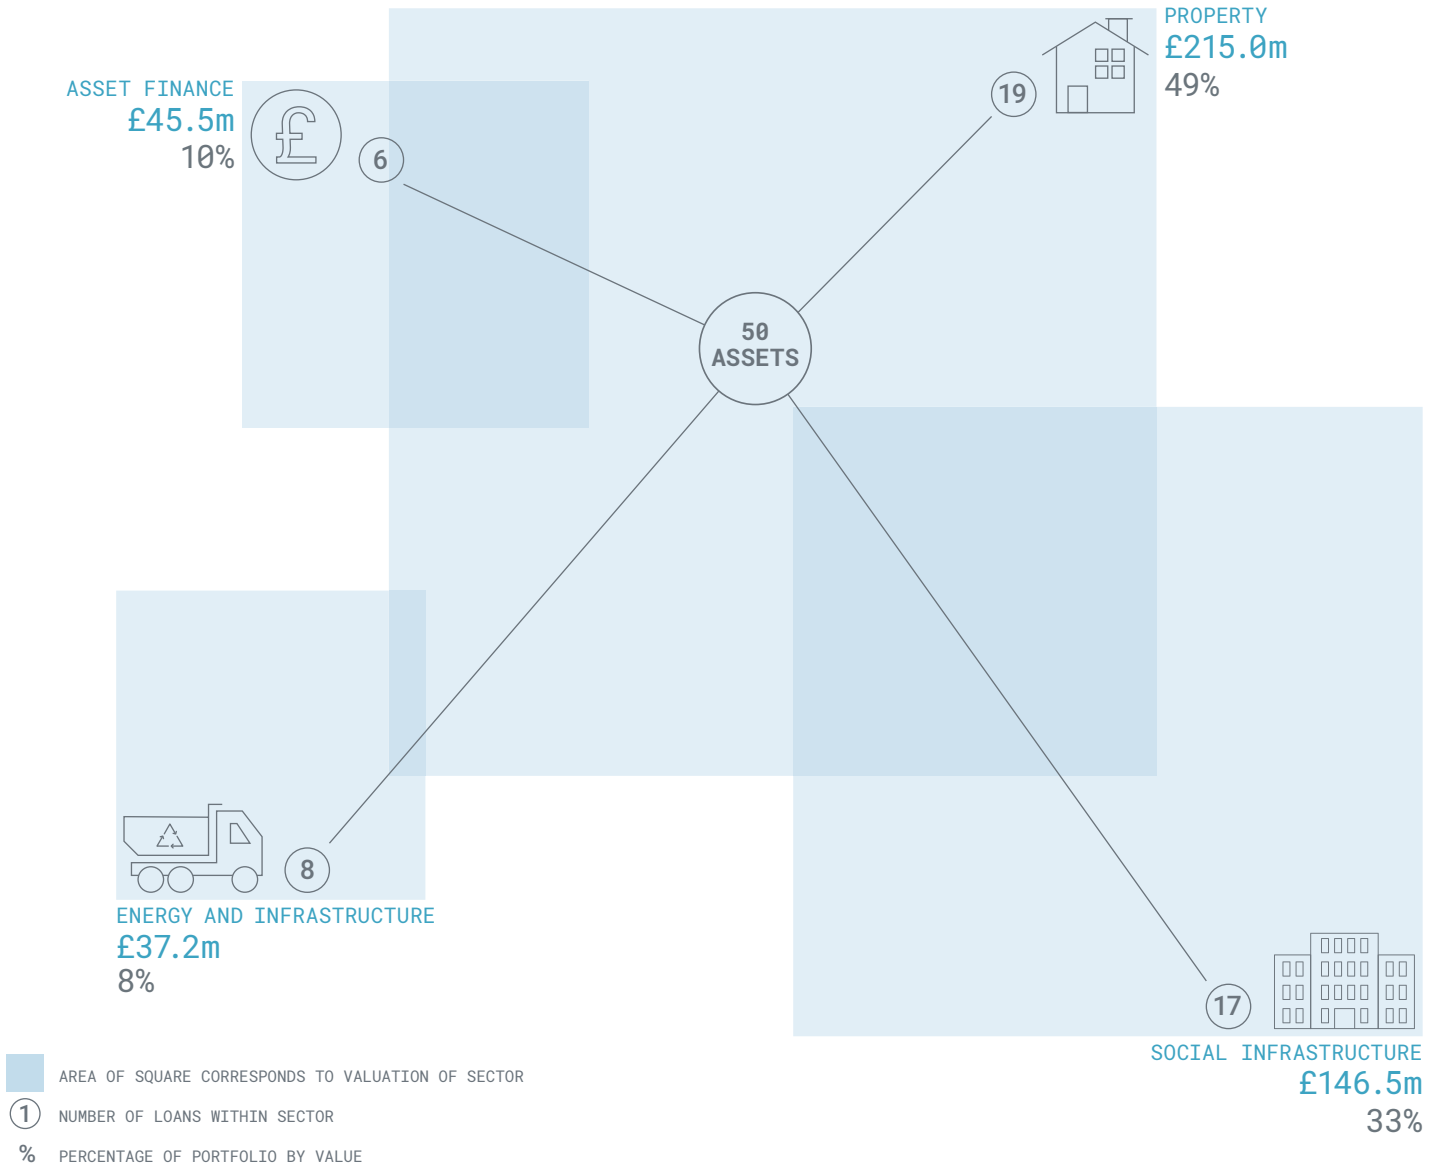 PROPERTY
£215.0m
49%
19
ASSET FINANCE
£45.5m
10%
£
6
50
ASSETS
8
ENERGY AND INFRASTRUCTURE
£37.2m
8%
17
SOCIAL INFRASTRUCTURE
£146.5m
33%
AREA OF SQUARE CORRESPONDS TO VALUATION OF SECTOR
1 NUMBER OF LOANS WITHIN SECTOR
% PERCENTAGE OF PORTFOLIO BY VALUE